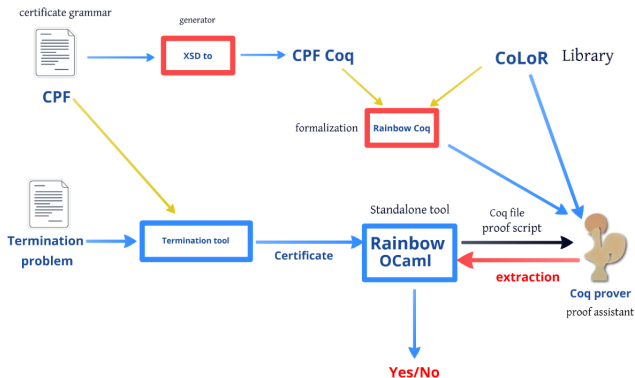 certificate grammar
generator
XSD to
CPF Coq
CoLoR
Library
CPF
formalization
Rainbow Coq
Termination
problem
Termination tool
Certificate
Standalone tool
Rainbow
OCaml
Coq file
proof script
extraction
Coq prover
proof assistant
Yes/No